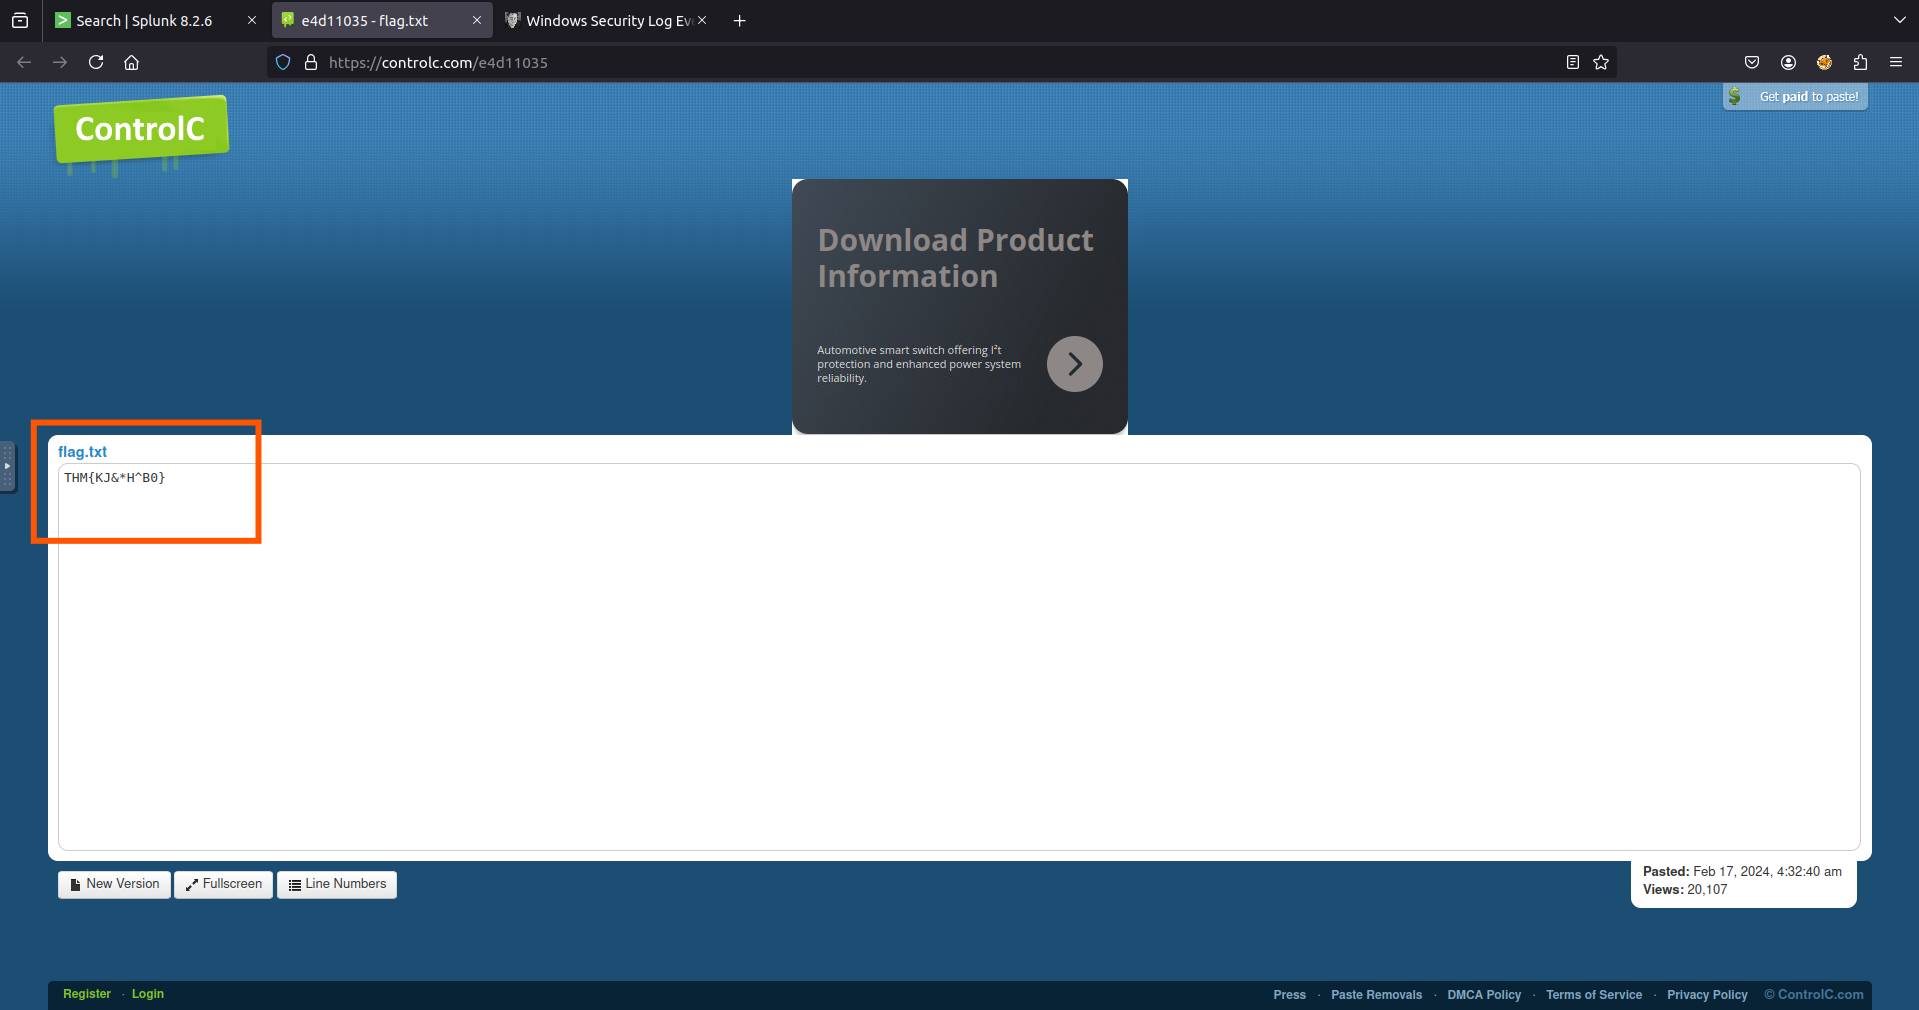 Search | Splunk 8.2.6
e4d11035 - flag.txt
Windows Security Log Eve
https://controlc.com/e4d11035
Get paid to paste!
ControlC
Download Product
Information
Automotive smart switch offering I²t
protection and enhanced power system
reliability.
flag.txt
THM{KJ&*H^B0}
New Version
Fullscreen
Line Numbers
Pasted: Feb 17, 2024, 4:32:40 am
Views: 20,107
Register · Login
Press · Paste Removals · DMCA Policy · Terms of Service · Privacy Policy © ControlC.com